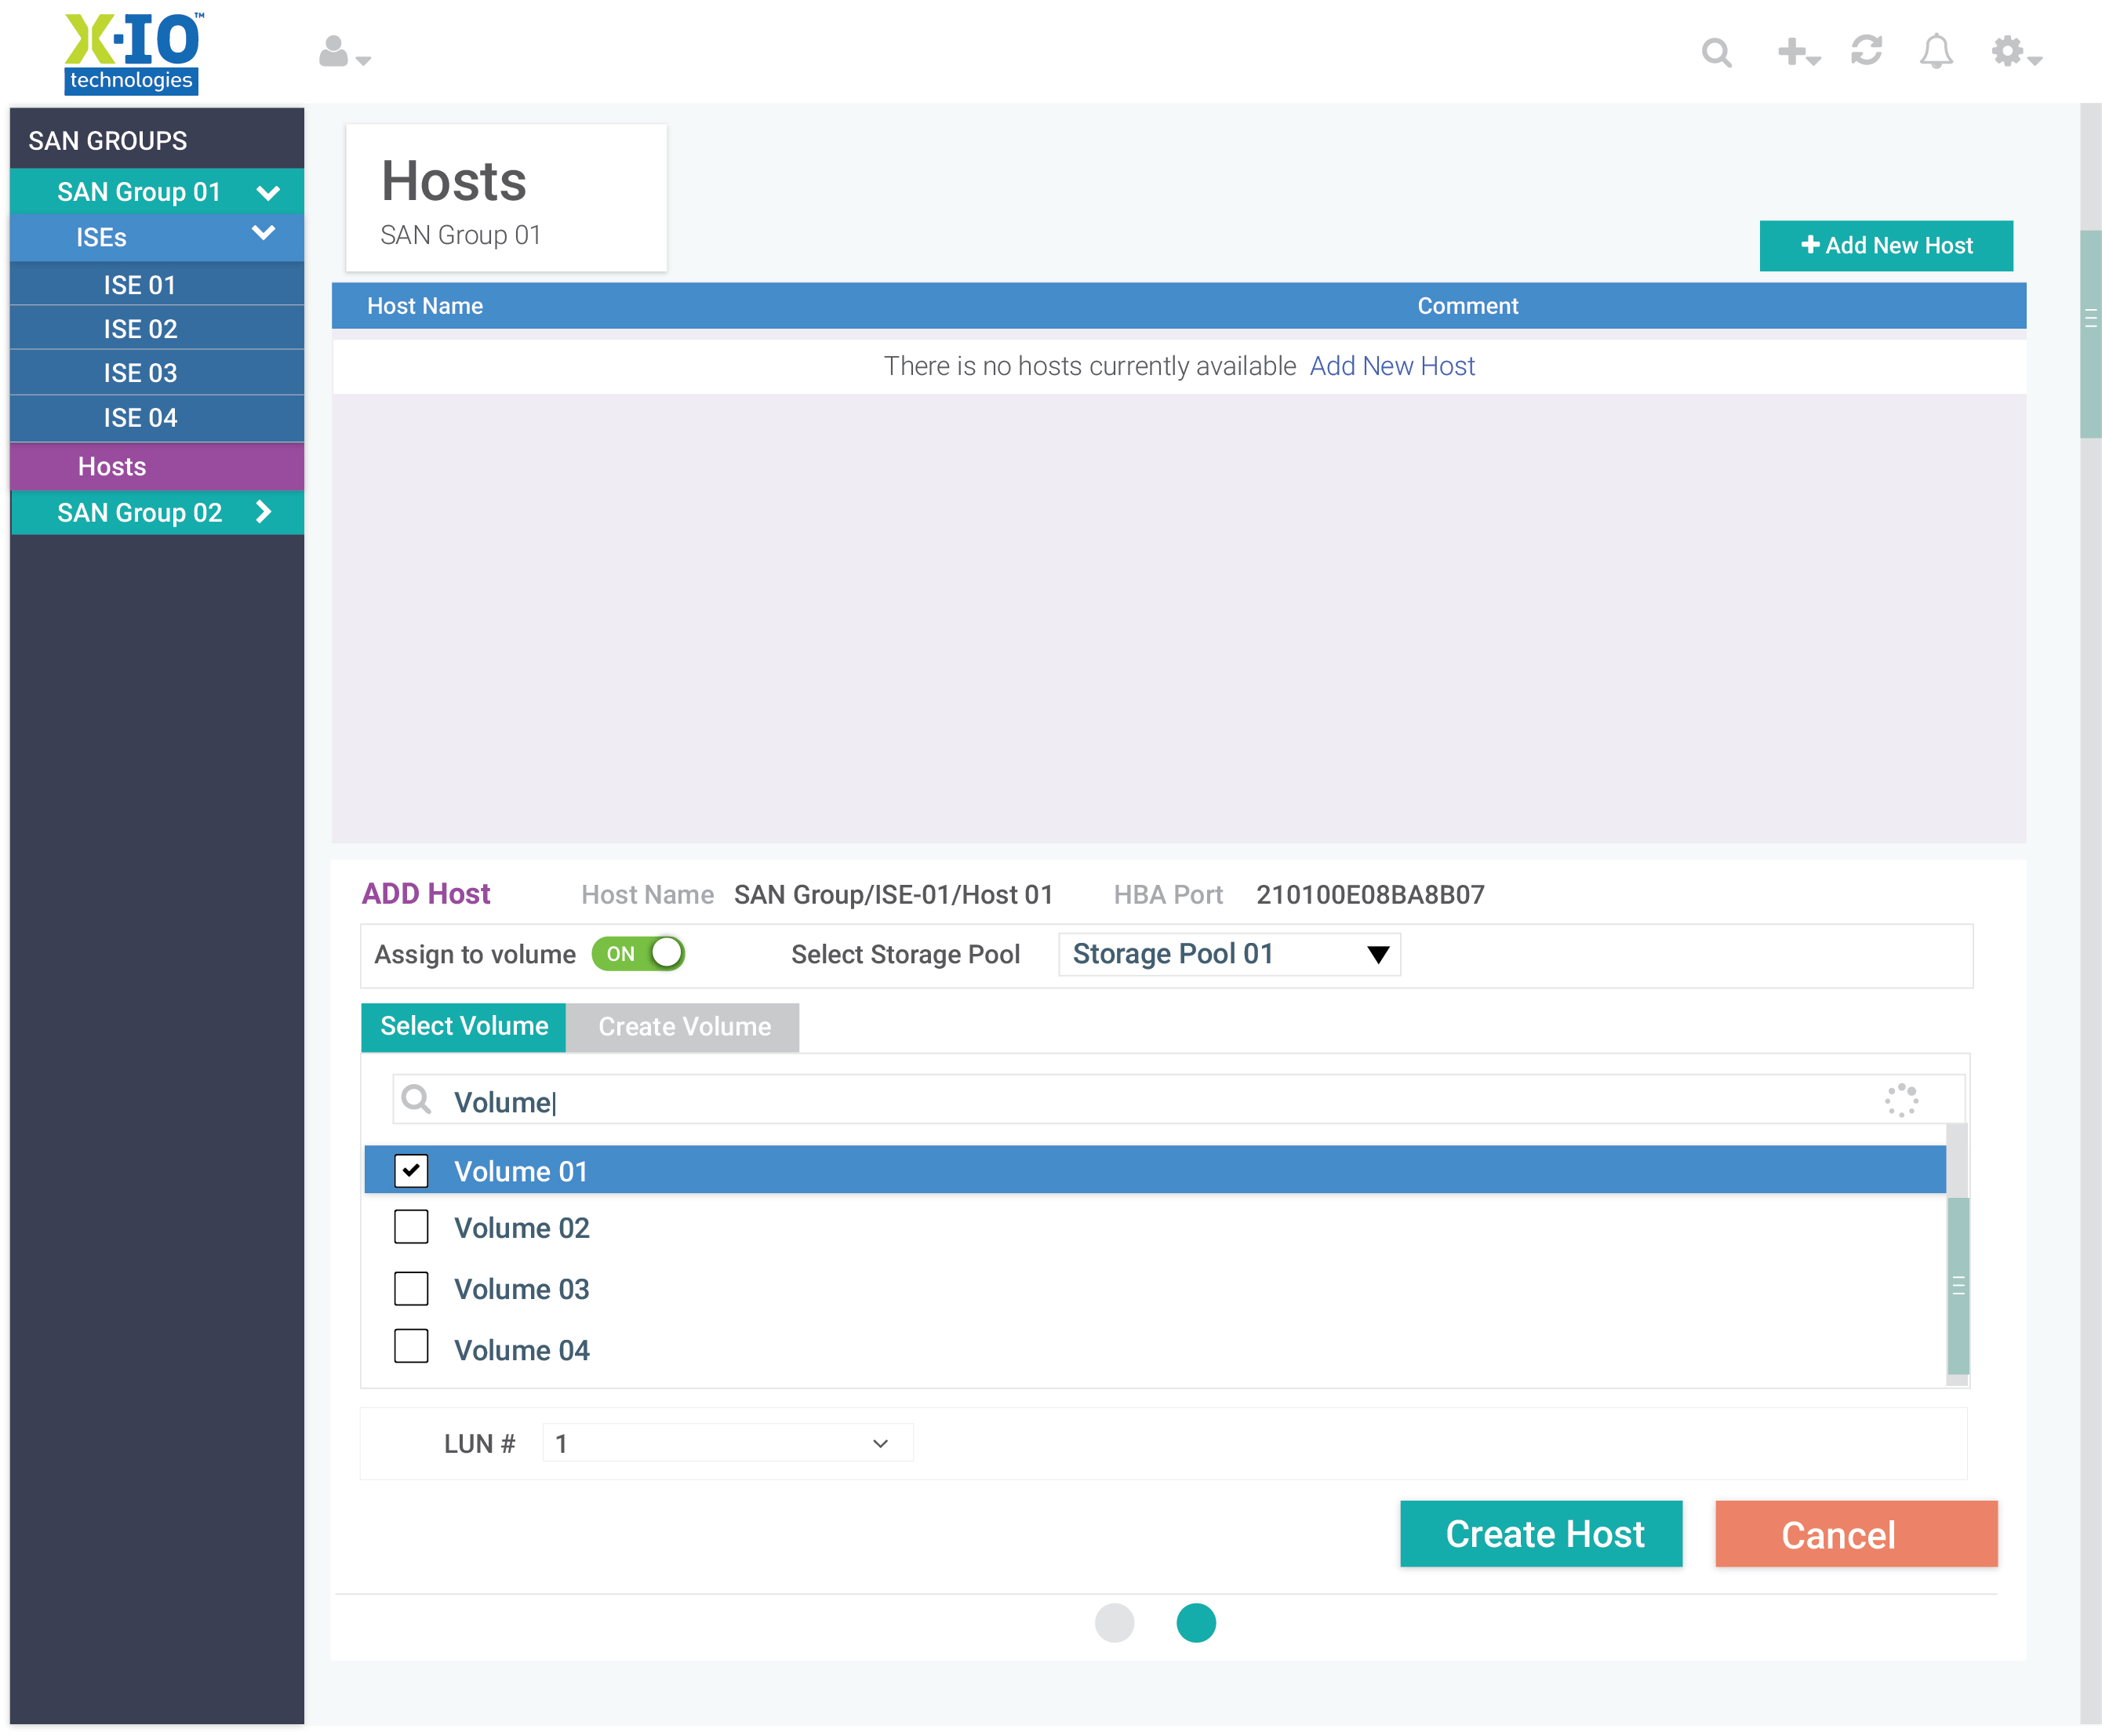 X-IO™
technologies
SAN GROUPS
SAN Group 01
ISEs
ISE 01
ISE 02
ISE 03
ISE 04
Hosts
SAN Group 02
Hosts
SAN Group 01
Add New Host
Host Name Comment
There is no hosts currently available Add New Host
ADD Host Host Name SAN Group/ISE-01/Host 01 HBA Port 210100E08BA8B07
Assign to volume ON Select Storage Pool Storage Pool 01
Select Volume Create Volume
Volume
Volume 01
Volume 02
Volume 03
Volume 04
LUN # 1
Create Host Cancel